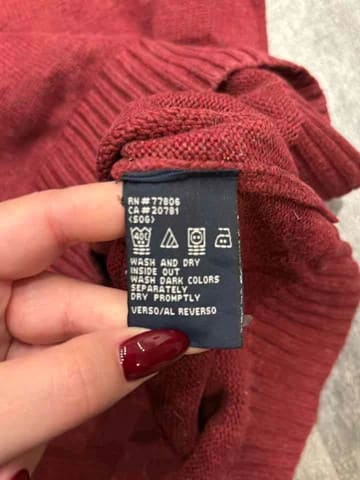 RN#77806
CA#20781
<SOG>
40
WASH AND DRY
INSIDE OUT
WASH DARK COLORS
SEPARATELY
DRY PROMPTLY
VERSO/AL REVERSO